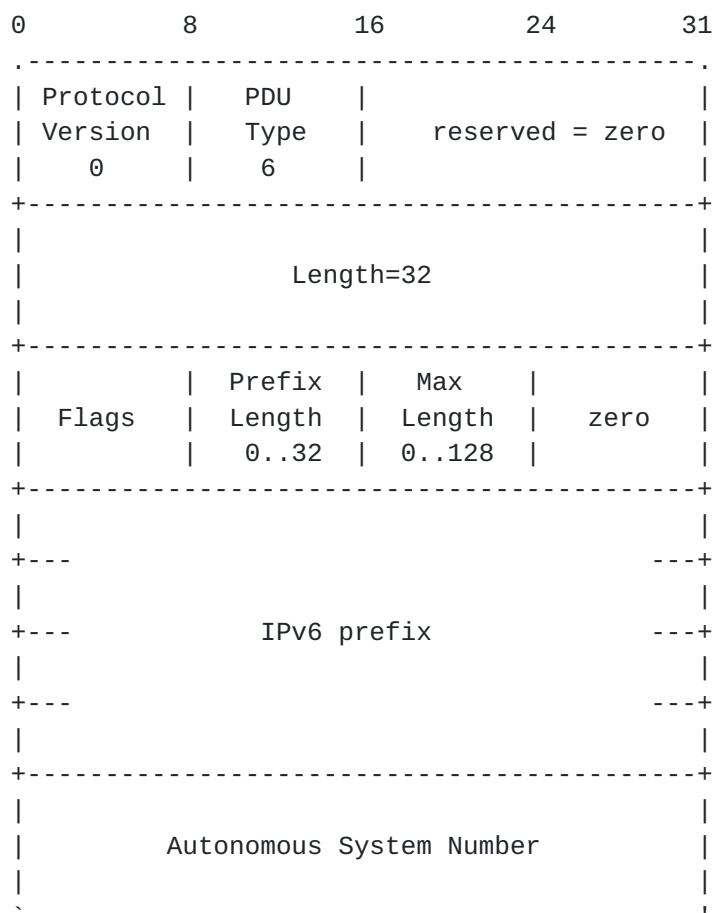 0          8         16         24       31
.-------------------------------------------.
| Protocol |   PDU    |                     |
| Version  |   Type   |    reserved = zero  |
|    0     |    6     |                     |
+-------------------------------------------+
|                                           |
|                 Length=32                 |
|                                           |
+-------------------------------------------+
|          |  Prefix  |   Max    |          |
|  Flags   |  Length  |  Length  |   zero   |
|          |   0..32  |  0..128  |          |
+-------------------------------------------+
|                                           |
+---                                     ---+
|                                           |
+---            IPv6 prefix              ---+
|                                           |
+---                                     ---+
|                                           |
+-------------------------------------------+
|                                           |
|         Autonomous System Number          |
|                                           |
`-------------------------------------------'